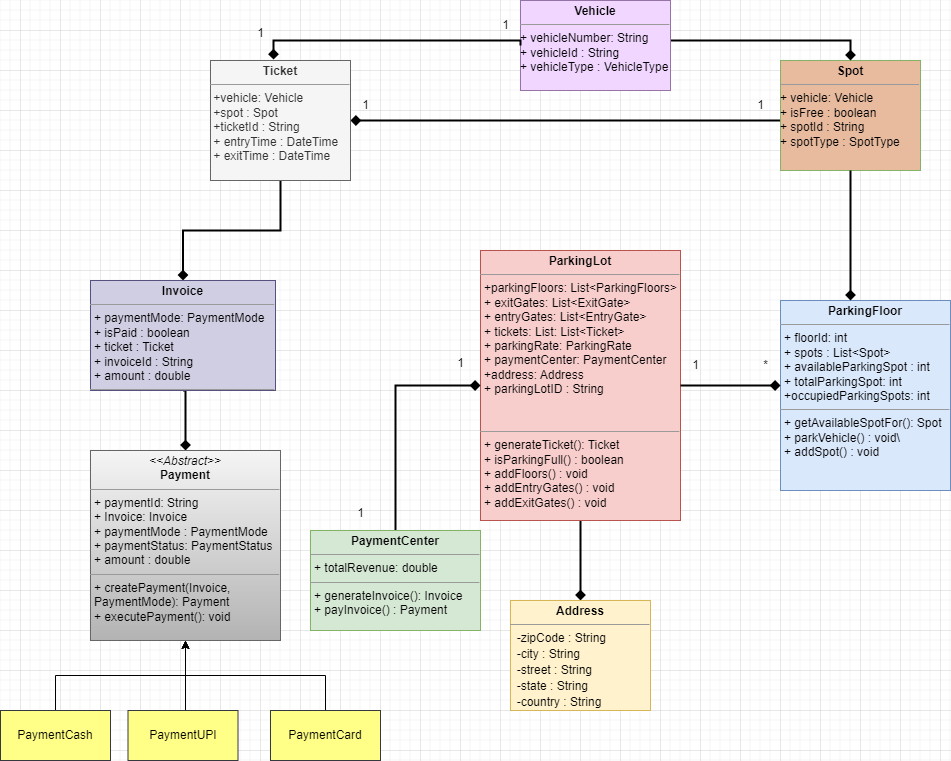 Vehicle
+ vehicleNumber: String
+ vehicleId : String
+ vehicleType : VehicleType
1
1
Ticket
+vehicle: Vehicle
+spot : Spot
+ticketId : String
+ entryTime : DateTime
+ exitTime : DateTime
1
1
Spot
+ vehicle: Vehicle
+ isFree : boolean
+ spotId : String
+ spotType : SpotType
Invoice
+ paymentMode: PaymentMode
+ isPaid : boolean
+ ticket : Ticket
+ invoiceId : String
+ amount : double
ParkingLot
+parkingFloors: List<ParkingFloors>
+ exitGates: List<ExitGate>
+ entryGates: List<EntryGate>
+ tickets: List: List<Ticket>
+ parkingRate: ParkingRate
+ paymentCenter: PaymentCenter
+address: Address
+ parkingLotID : String
+ generateTicket(): Ticket
+ isParkingFull() : boolean
+ addFloors() : void
+ addEntryGates() : void
+ addExitGates() : void
1
*
1
1
ParkingFloor
+ floorId: int
+ spots : List<Spot>
+ availableParkingSpot : int
+ totalParkingSpot: int
+occupiedParkingSpots: int
+ getAvailableSpotFor(): Spot
+ parkVehicle() : void\
+ addSpot() : void
<<Abstract>>
Payment
+ paymentId: String
+ Invoice: Invoice
+ paymentMode : PaymentMode
+ paymentStatus: PaymentStatus
+ amount : double
+ createPayment(Invoice,
PaymentMode): Payment
+ executePayment(): void
PaymentCenter
+ totalRevenue: double
+ generateInvoice(): Invoice
+ payInvoice() : Payment
Address
-zipCode : String
-city : String
-street : String
-state : String
-country : String
PaymentCash
PaymentUPI
PaymentCard